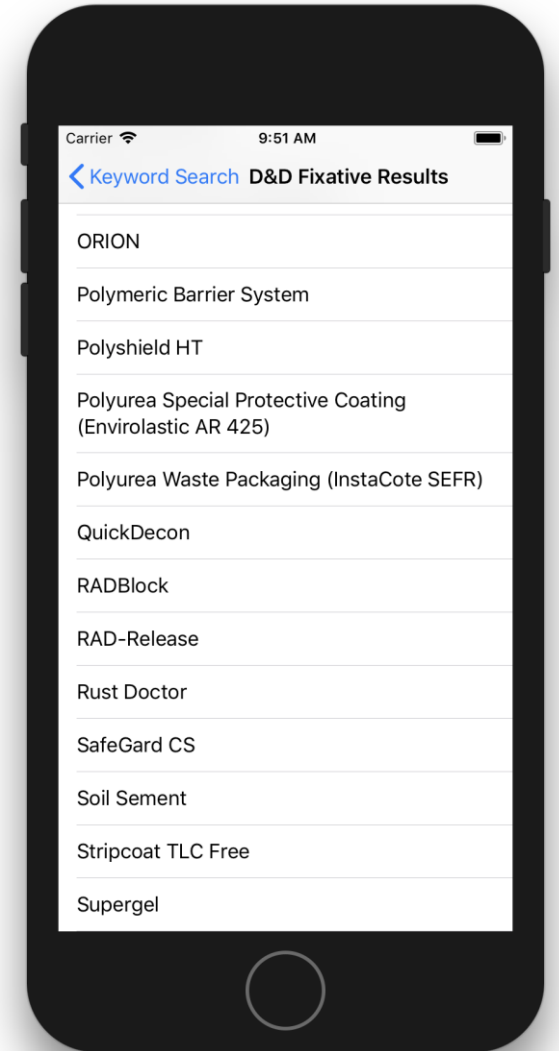 Carrier 9:51 AM
Keyword Search D&D Fixative Results
ORION
Polymeric Barrier System
Polyshield HT
Polyurea Special Protective Coating
(Envirolastic AR 425)
Polyurea Waste Packaging (InstaCote SEFR)
QuickDecon
RADBlock
RAD-Release
Rust Doctor
SafeGard CS
Soil Sement
Stripcoat TLC Free
Supergel